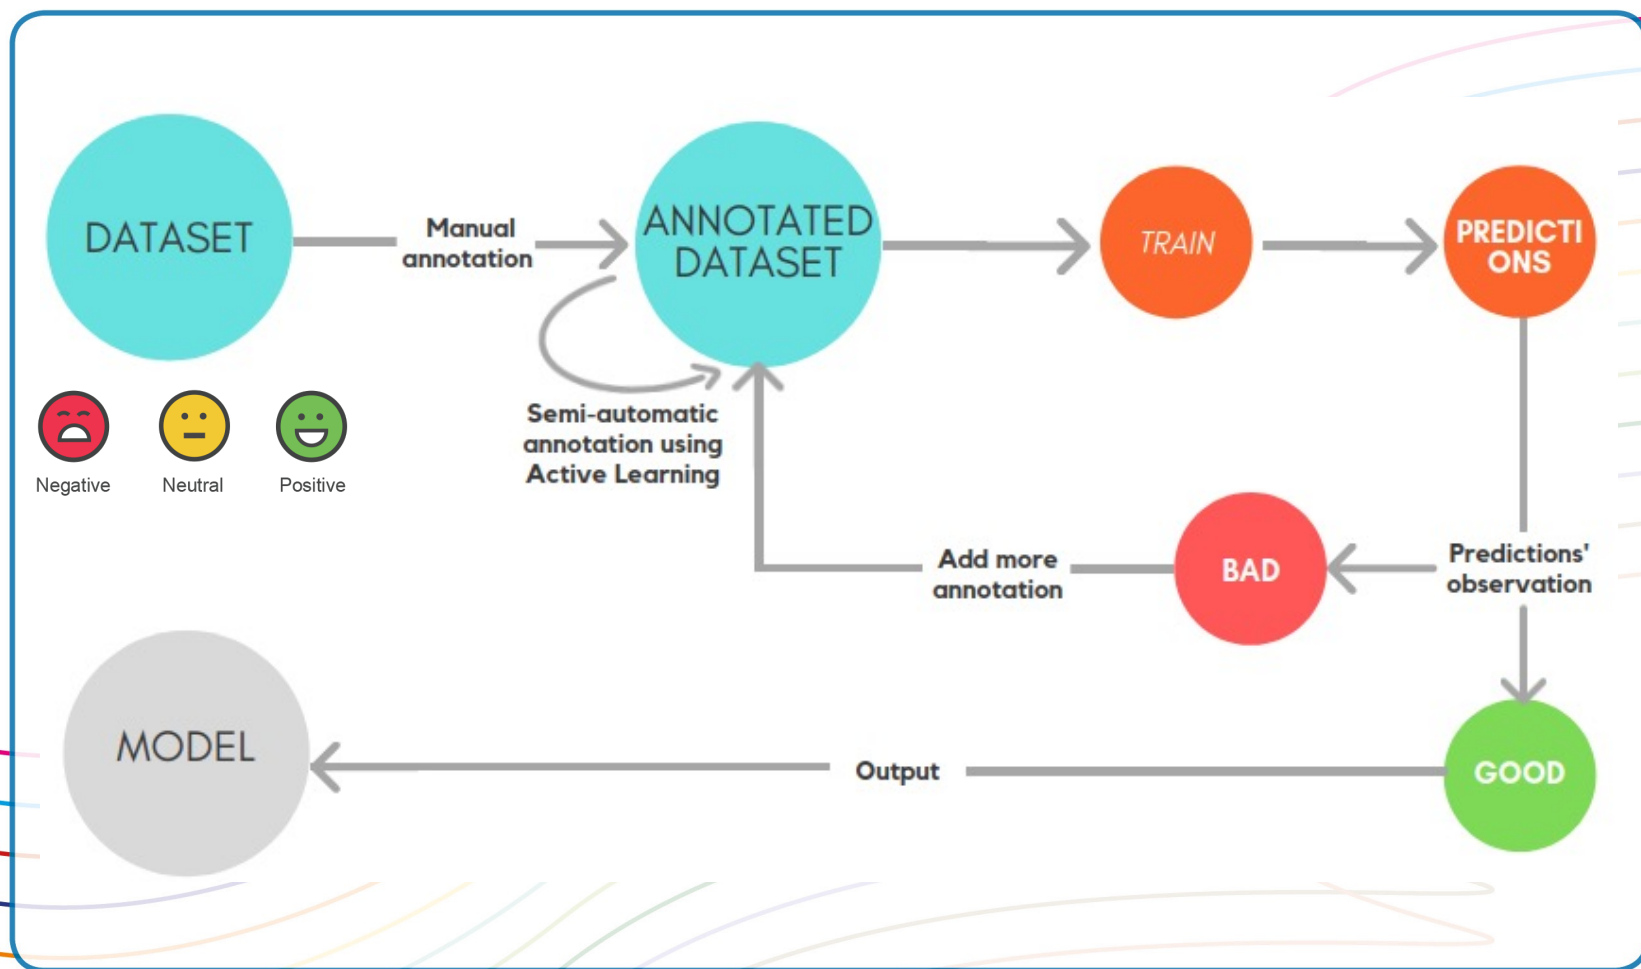 DATASET
Manual
annotation
ANNOTATED
DATASET
TRAIN
PREDICTI
ONS
Negative
Neutral
Positive
Semi-automatic
annotation using
Active Learning
Add more
annotation
BAD
Predictions'
observation
MODEL
Output
GOOD